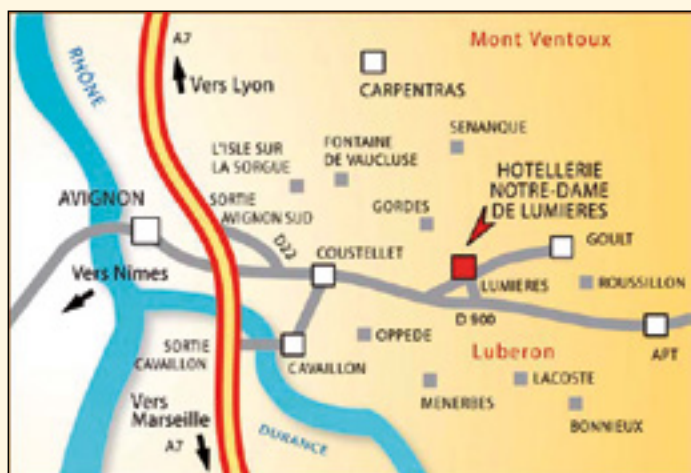 A7
Mont Ventoux
RHÔNE
Vers Lyon
CARPENTRAS
SENANQUE
L'ISLE SUR
LA SORGUE
FONTAINE
DE VAUCLUSE
HOTELLERIE
NOTRE-DAME
DE LUMIERES
AVIGNON
SORTIE
AVIGNON SUD
GORDES
D22
COUSTELLET
GOULT
Vers Nimes
LUMIERES
ROUSSILLON
D 900
SORTIE
CAVAILLON
CAVAILLON
OPPEDE
Luberon
APT
Vers
Marseille
A7
MENERBES
LACOSTE
BONNIEUX
DURANCE